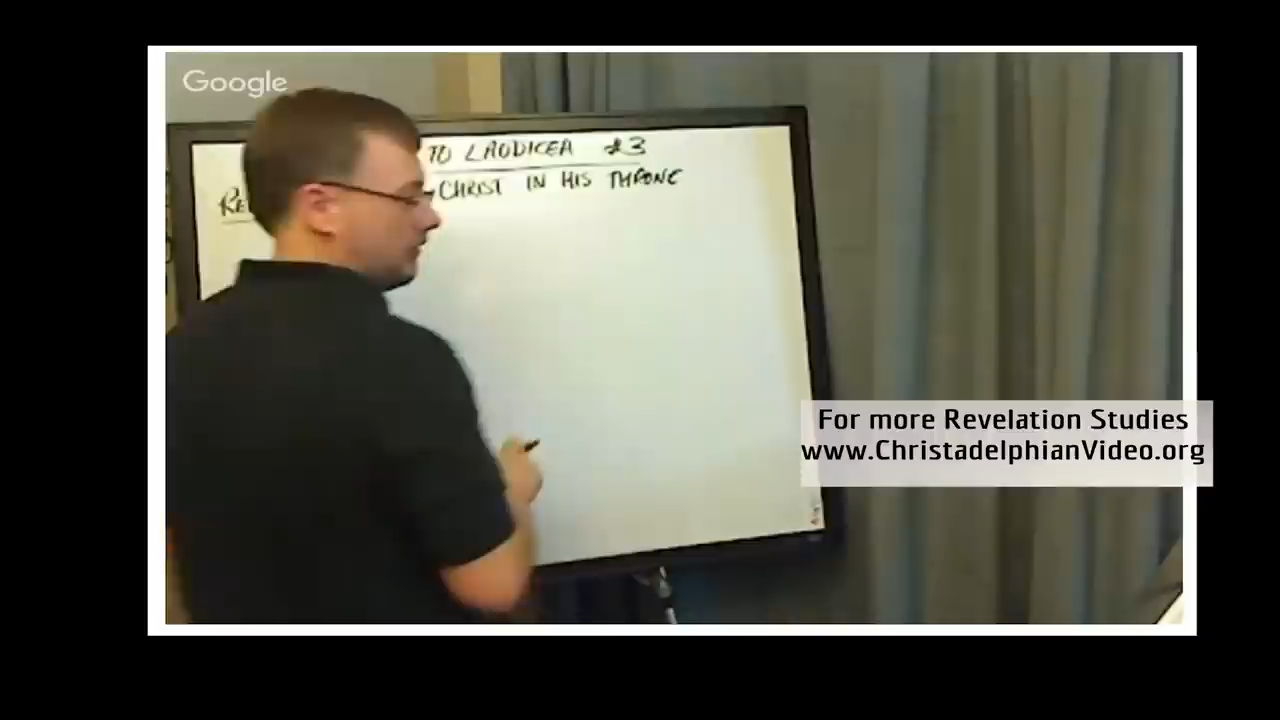 Google
TO LAODICEA #3
CHRIST IN HIS THRONE
For more Revelation Studies
www.ChristadelphianVideo.org